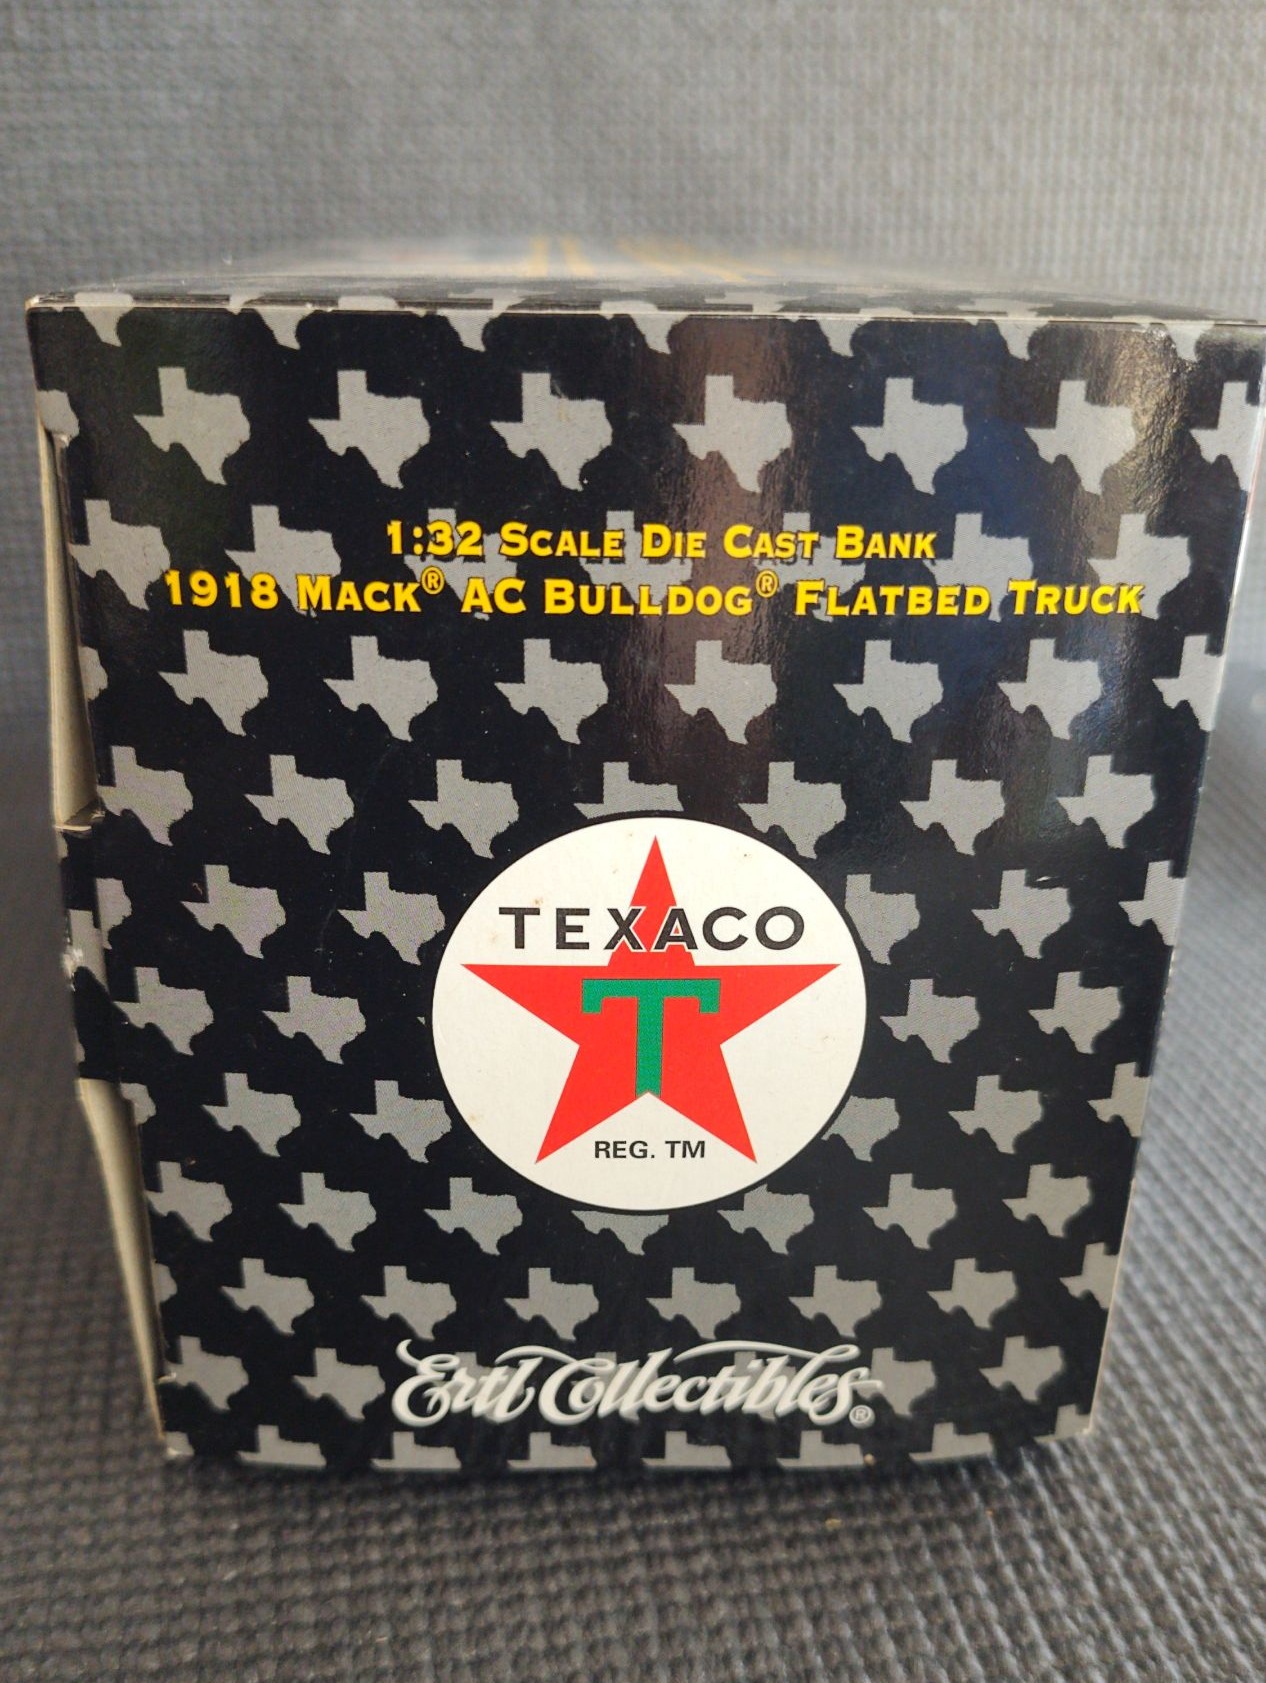 1:32 Scale Die Cast Bank
1918 Mack® AC Bulldog® Flatbed Truck
TEXACO
T
REG. TM
Ertl Collectibles®